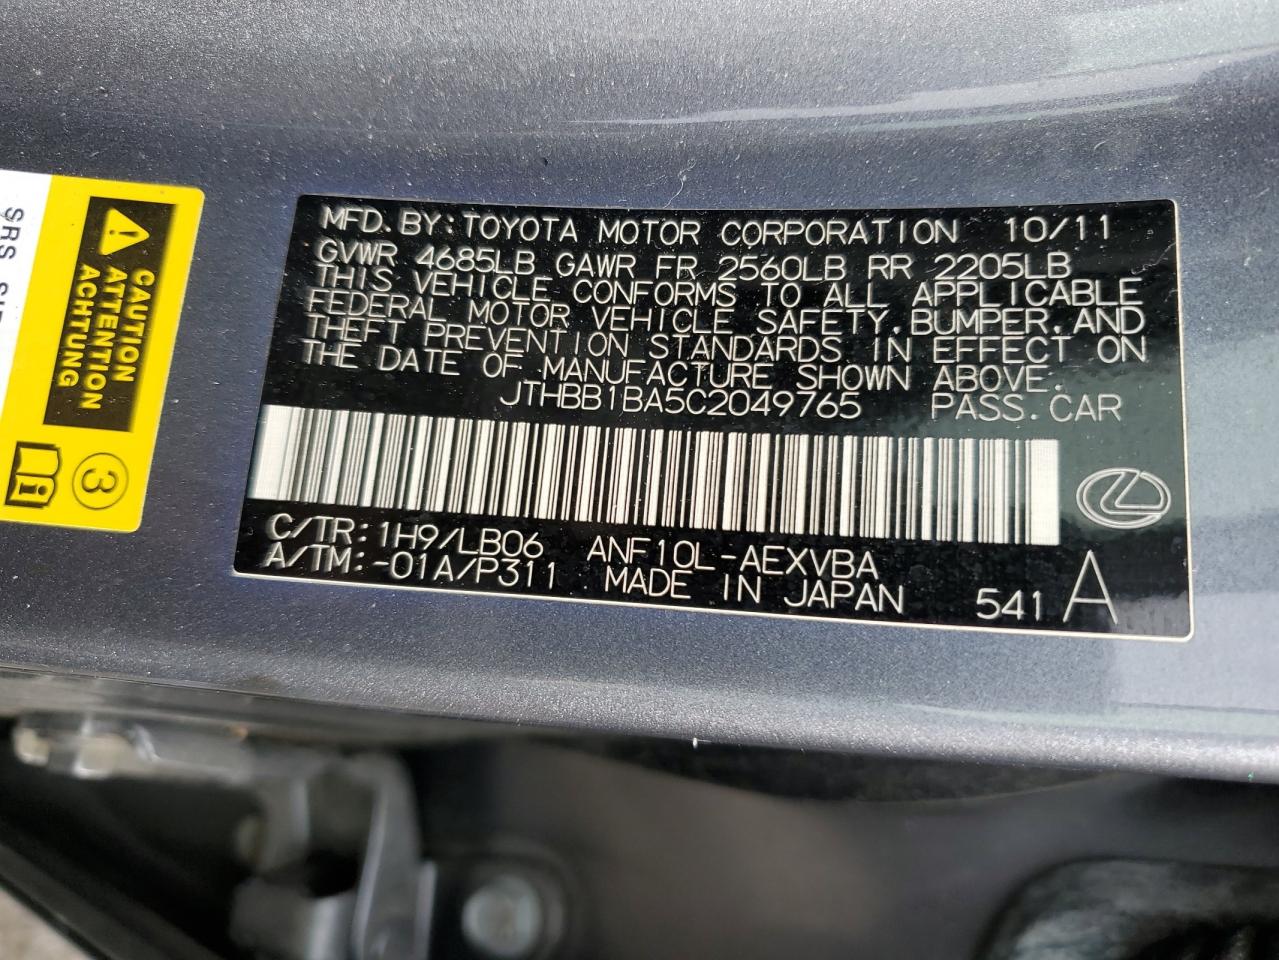 MFD. BY: TOYOTA MOTOR CORPORATION 10/11
GVWR 4685LB GAWR FR 2560LB RR 2205LB
THIS VEHICLE CONFORMS TO ALL APPLICABLE
FEDERAL MOTOR VEHICLE SAFETY, BUMPER, AND
THEFT PREVENTION STANDARDS IN EFFECT ON
THE DATE OF MANUFACTURE SHOWN ABOVE.
JTHBB1BA5C2049765 PASS. CAR
C/TR: 1H9/LB06 ANF10L-AEXVBA
A/TM: -01A/P311 MADE IN JAPAN 541 A
CAUTION
ATTENTION
ACHTUNG
3
SRS